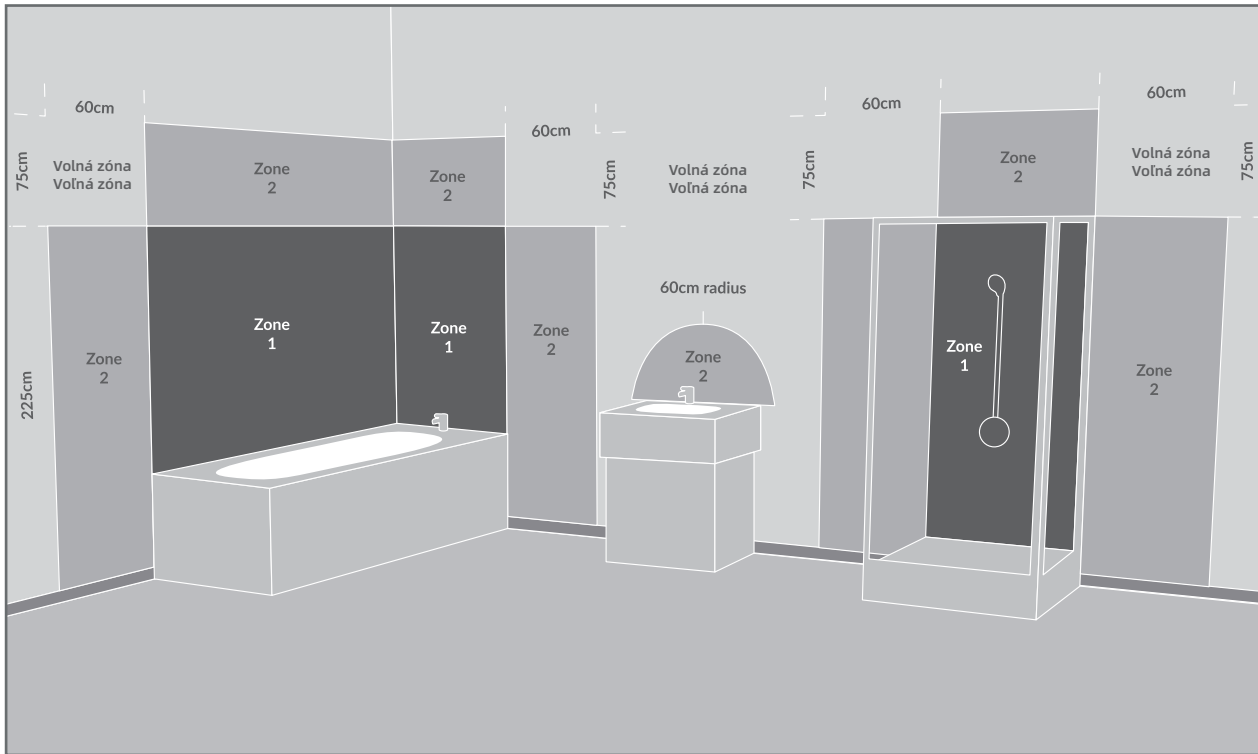 60cm
60cm
60cm
60cm
75cm
Volná zóna
Voľná zóna
Zone
2
Zone
2
75cm
Volná zóna
Voľná zóna
75cm
Zone
2
Volná zóna
Voľná zóna
75cm
225cm
Zone
2
Zone
1
Zone
1
Zone
2
60cm radius
Zone
2
Zone
1
Zone
2